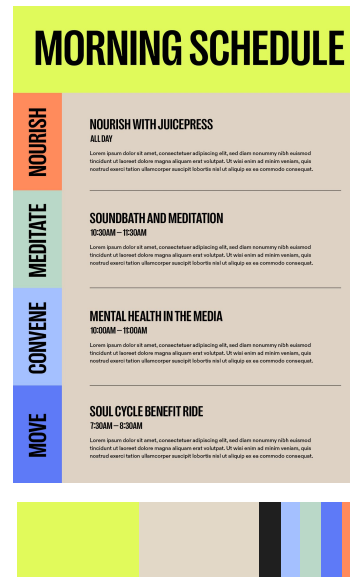 MORNING SCHEDULE
NOURISH
NOURISH WITH JUICEPRESS
ALL DAY
Lorem ipsum dolor sit amet, consectetuer adipiscing elit, sed diam nonummy nibh euismod
tincidunt ut laoreet dolore magna aliquam erat volutpat. Ut wisi enim ad minim veniam, quis
nostrud exerci tation ullamcorper suscipit lobortis nisl ut aliquip ex ea commodo consequat.
MEDITATE
SOUNDBATH AND MEDITATION
10:30AM – 11:30AM
Lorem ipsum dolor sit amet, consectetuer adipiscing elit, sed diam nonummy nibh euismod
tincidunt ut laoreet dolore magna aliquam erat volutpat. Ut wisi enim ad minim veniam, quis
nostrud exerci tation ullamcorper suscipit lobortis nisl ut aliquip ex ea commodo consequat.
CONVENE
MENTAL HEALTH IN THE MEDIA
10:00AM – 11:00AM
Lorem ipsum dolor sit amet, consectetuer adipiscing elit, sed diam nonummy nibh euismod
tincidunt ut laoreet dolore magna aliquam erat volutpat. Ut wisi enim ad minim veniam, quis
nostrud exerci tation ullamcorper suscipit lobortis nisl ut aliquip ex ea commodo consequat.
MOVE
SOUL CYCLE BENEFIT RIDE
7:30AM – 8:30AM
Lorem ipsum dolor sit amet, consectetuer adipiscing elit, sed diam nonummy nibh euismod
tincidunt ut laoreet dolore magna aliquam erat volutpat. Ut wisi enim ad minim veniam, quis
nostrud exerci tation ullamcorper suscipit lobortis nisl ut aliquip ex ea commodo consequat.